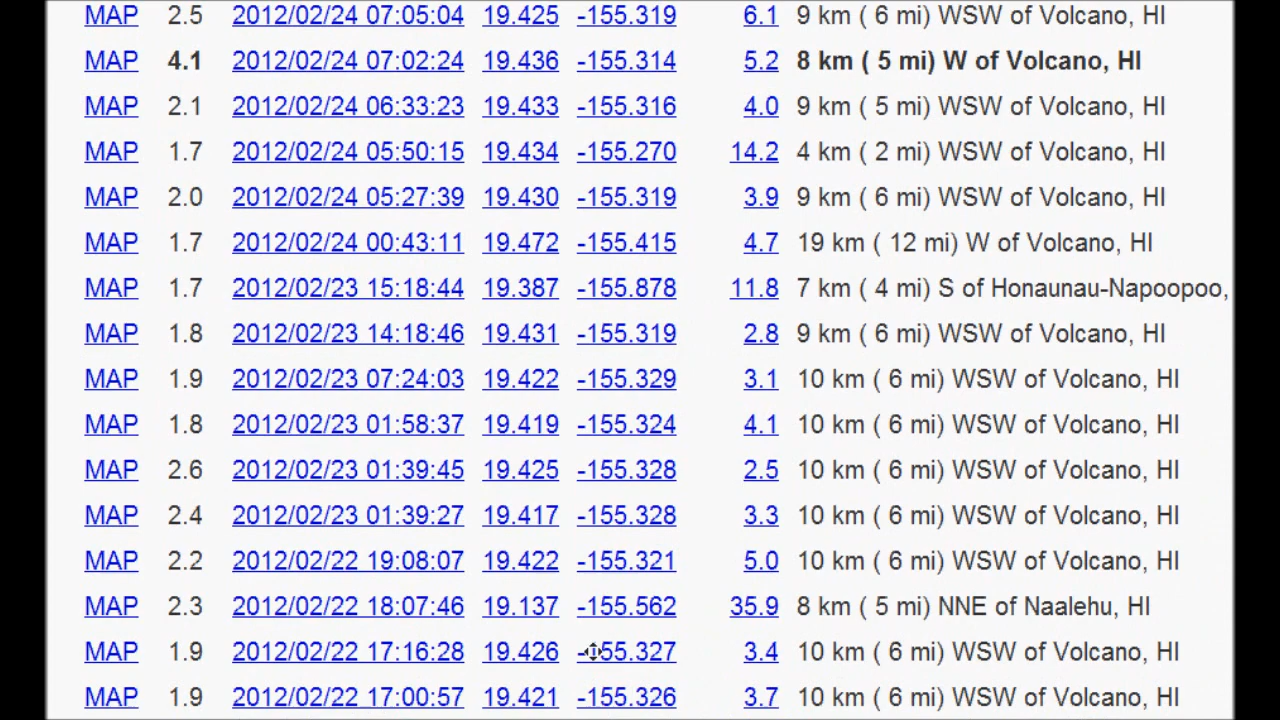 MAP 2.5 2012/02/24 07:05:04 19.425 -155.319 6.1 9 km ( 6 mi) WSW of Volcano, HI
MAP 4.1 2012/02/24 07:02:24 19.436 -155.314 5.2 8 km ( 5 mi) W of Volcano, HI
MAP 2.1 2012/02/24 06:33:23 19.433 -155.316 4.0 9 km ( 5 mi) WSW of Volcano, HI
MAP 1.7 2012/02/24 05:50:15 19.434 -155.270 14.2 4 km ( 2 mi) WSW of Volcano, HI
MAP 2.0 2012/02/24 05:27:39 19.430 -155.319 3.9 9 km ( 6 mi) WSW of Volcano, HI
MAP 1.7 2012/02/24 00:43:11 19.472 -155.415 4.7 19 km ( 12 mi) W of Volcano, HI
MAP 1.7 2012/02/23 15:18:44 19.387 -155.878 11.8 7 km ( 4 mi) S of Honaunau-Napoopoo,
MAP 1.8 2012/02/23 14:18:46 19.431 -155.319 2.8 9 km ( 6 mi) WSW of Volcano, HI
MAP 1.9 2012/02/23 07:24:03 19.422 -155.329 3.1 10 km ( 6 mi) WSW of Volcano, HI
MAP 1.8 2012/02/23 01:58:37 19.419 -155.324 4.1 10 km ( 6 mi) WSW of Volcano, HI
MAP 2.6 2012/02/23 01:39:45 19.425 -155.328 2.5 10 km ( 6 mi) WSW of Volcano, HI
MAP 2.4 2012/02/23 01:39:27 19.417 -155.328 3.3 10 km ( 6 mi) WSW of Volcano, HI
MAP 2.2 2012/02/22 19:08:07 19.422 -155.321 5.0 10 km ( 6 mi) WSW of Volcano, HI
MAP 2.3 2012/02/22 18:07:46 19.137 -155.562 35.9 8 km ( 5 mi) NNE of Naalehu, HI
MAP 1.9 2012/02/22 17:16:28 19.426 -155.327 3.4 10 km ( 6 mi) WSW of Volcano, HI
MAP 1.9 2012/02/22 17:00:57 19.421 -155.326 3.7 10 km ( 6 mi) WSW of Volcano, HI